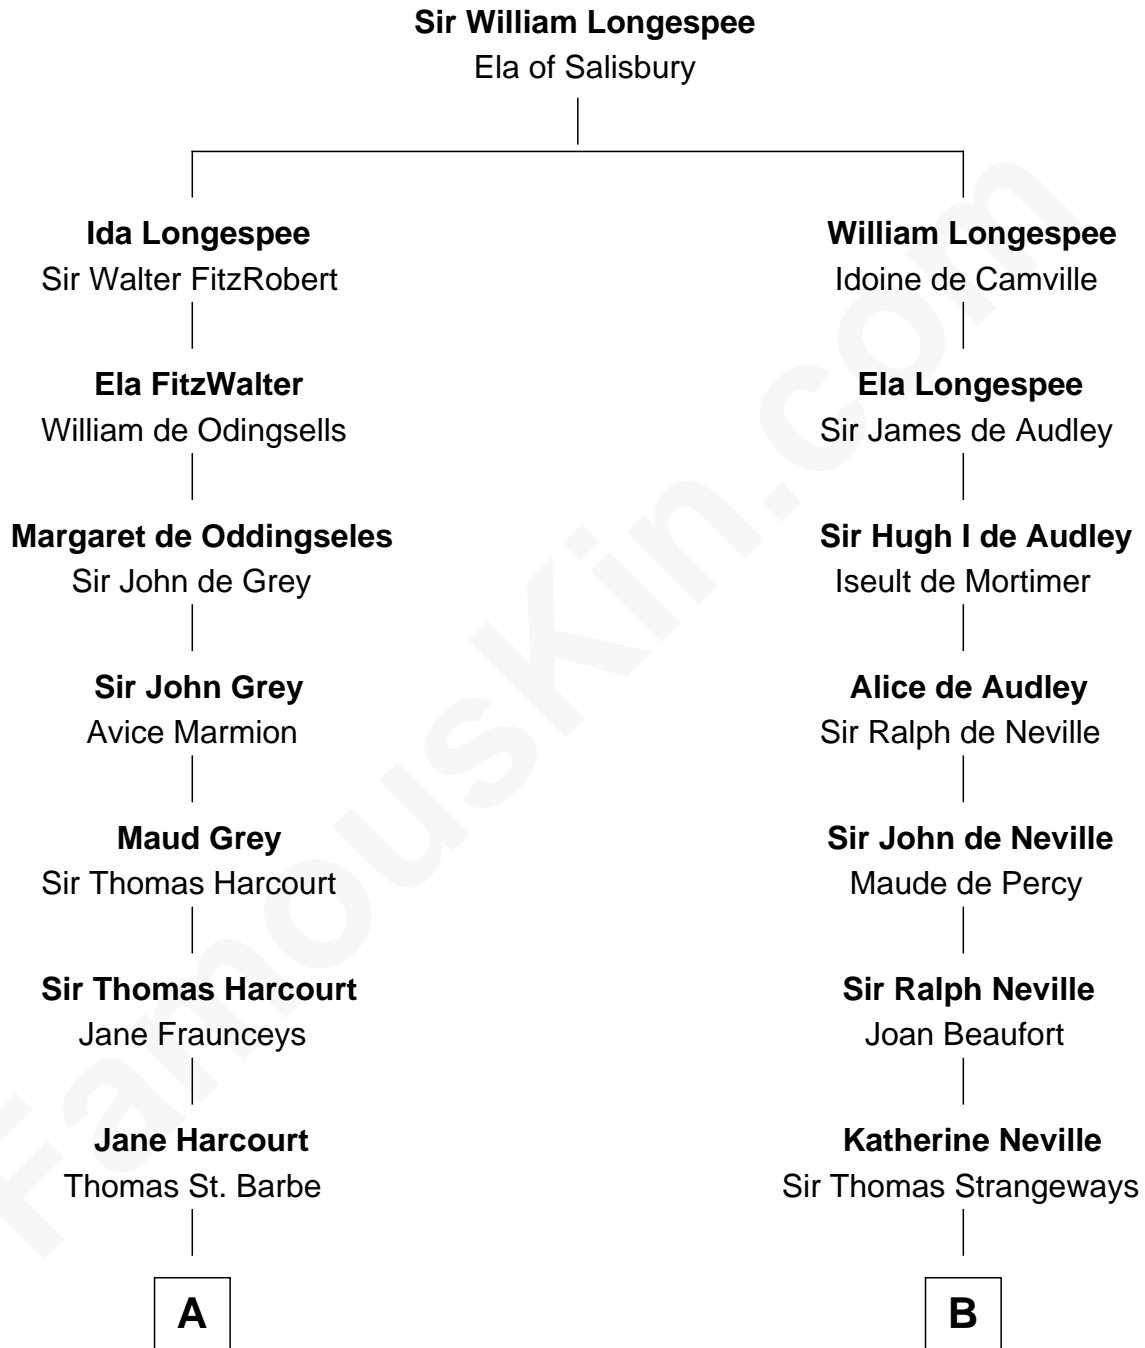 Sir William Longespee
Ela of Salisbury
Ida Longespee
Sir Walter FitzRobert
Ela FitzWalter
William de Odingsells
Margaret de Oddingseles
Sir John de Grey
Sir John Grey
Avice Marmion
Maud Grey
Sir Thomas Harcourt
Sir Thomas Harcourt
Jane Fraunceys
Jane Harcourt
Thomas St. Barbe
A
William Longespee
Idoine de Camville
Ela Longespee
Sir James de Audley
Sir Hugh I de Audley
Iseult de Mortimer
Alice de Audley
Sir Ralph de Neville
Sir John de Neville
Maude de Percy
Sir Ralph Neville
Joan Beaufort
Katherine Neville
Sir Thomas Strangeways
B
FamousKin.com